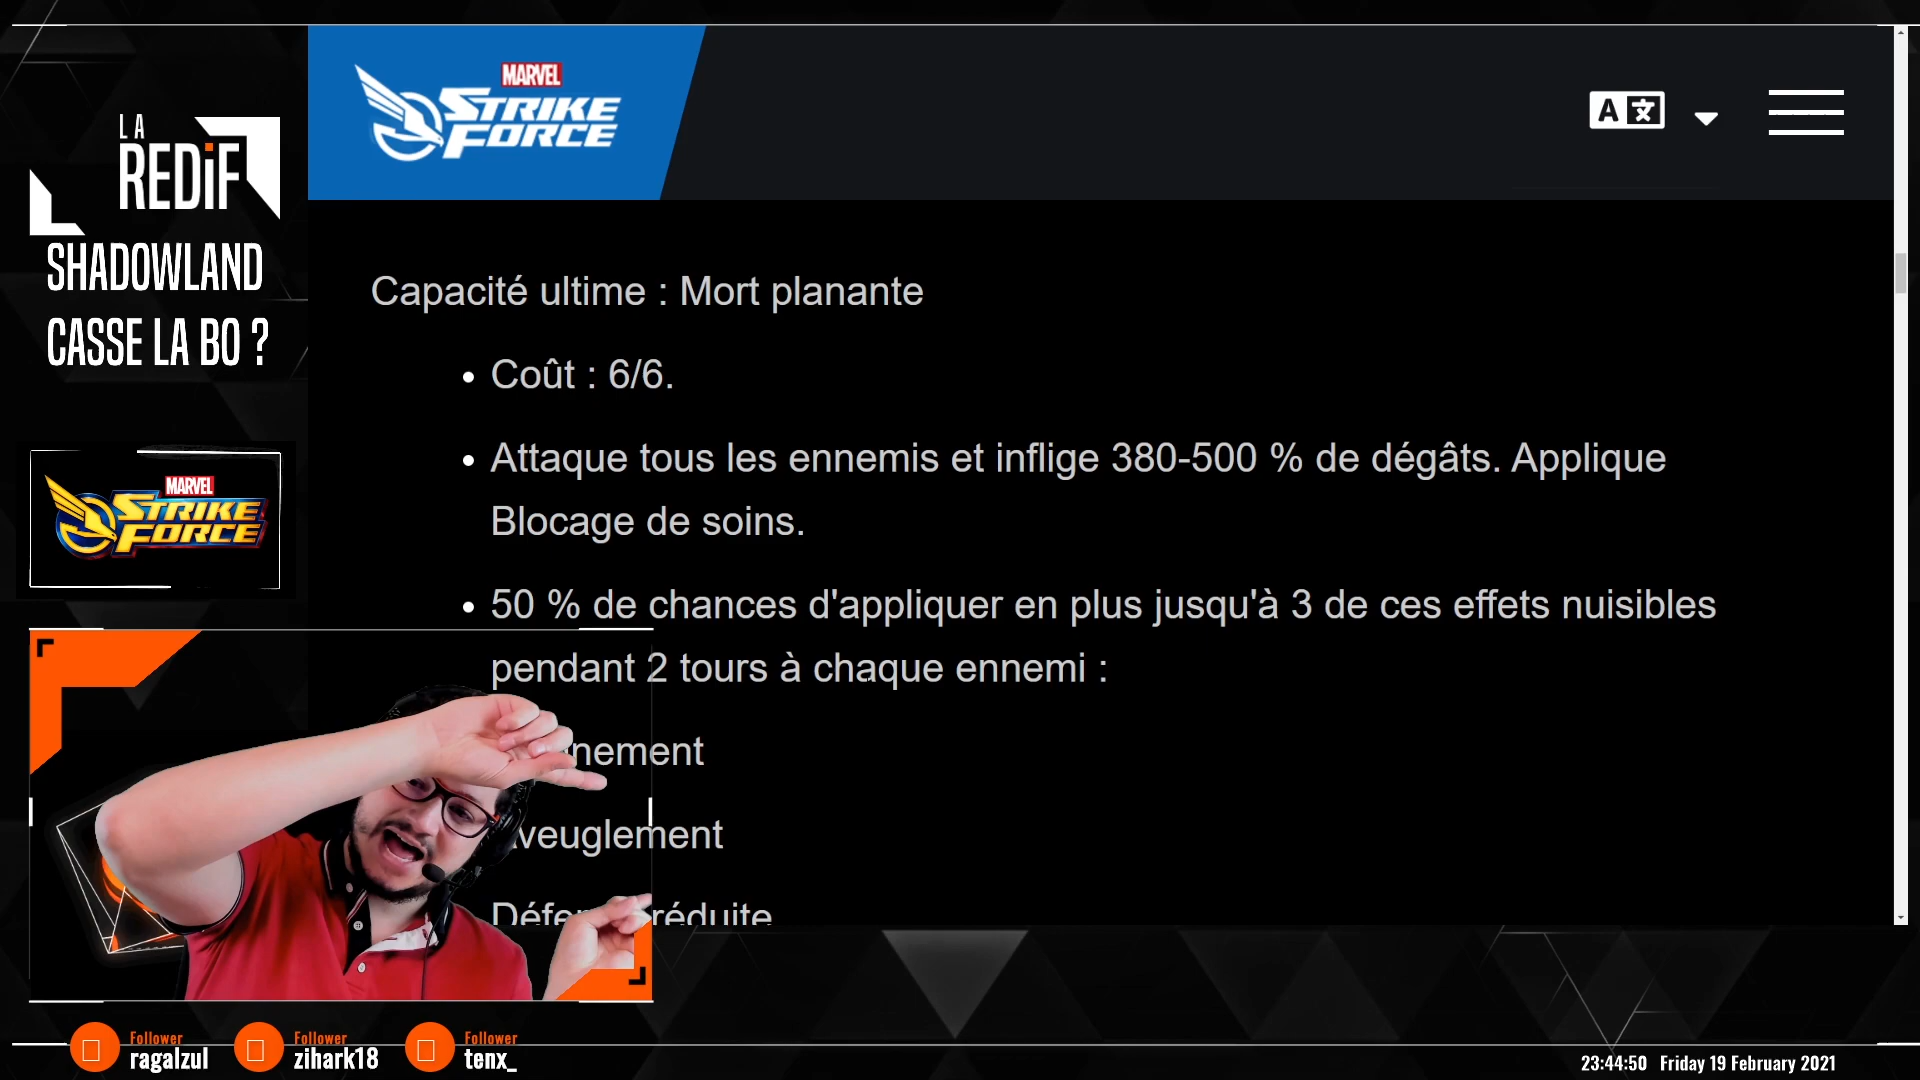 LA
REDiF
SHADOWLAND
CASSE LA BO ?
MARVEL
STRIKE
FORCE
A
Capacité ultime : Mort planante
• Coût : 6/6.
• Attaque tous les ennemis et inflige 380-500 % de dégâts. Applique
Blocage de soins.
• 50 % de chances d'appliquer en plus jusqu'à 3 de ces effets nuisibles
pendant 2 tours à chaque ennemi :
réduite
MARVEL
STRIKE
FORCE
Follower
ragalzul
Follower
zihark18
Follower
tenx_
23:44:50 Friday 19 February 2021